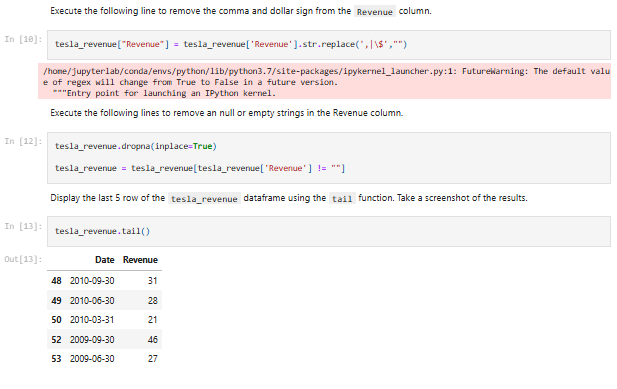 Execute the following line to remove the comma and dollar sign from the Revenue column.
In [10]: tesla_revenue["Revenue"] = tesla_revenue['Revenue'].str.replace(',|\$',"")
/home/jupyterlab/conda/envs/python/lib/python3.7/site-packages/ipykernel_launcher.py:1: FutureWarning: The default valu
e of regex will change from True to False in a future version.
"""Entry point for launching an IPython kernel.
Execute the following lines to remove an null or empty strings in the Revenue column.
In [12]: tesla_revenue.dropna(inplace=True)
tesla_revenue = tesla_revenue[tesla_revenue['Revenue'] != ""]
Display the last 5 row of the tesla_revenue dataframe using the tail function. Take a screenshot of the results.
In [13]: tesla_revenue.tail()
Out[13]:
Date Revenue
48 2010-09-30 31
49 2010-06-30 28
50 2010-03-31 21
52 2009-09-30 46
53 2009-06-30 27